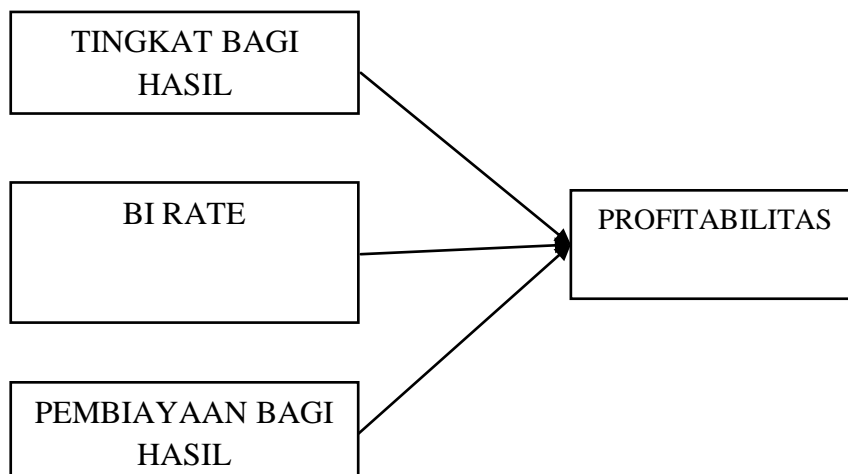 TINGKAT BAGI
HASIL
BI RATE
PROFITABILITAS
PEMBIAYAAN BAGI
HASIL